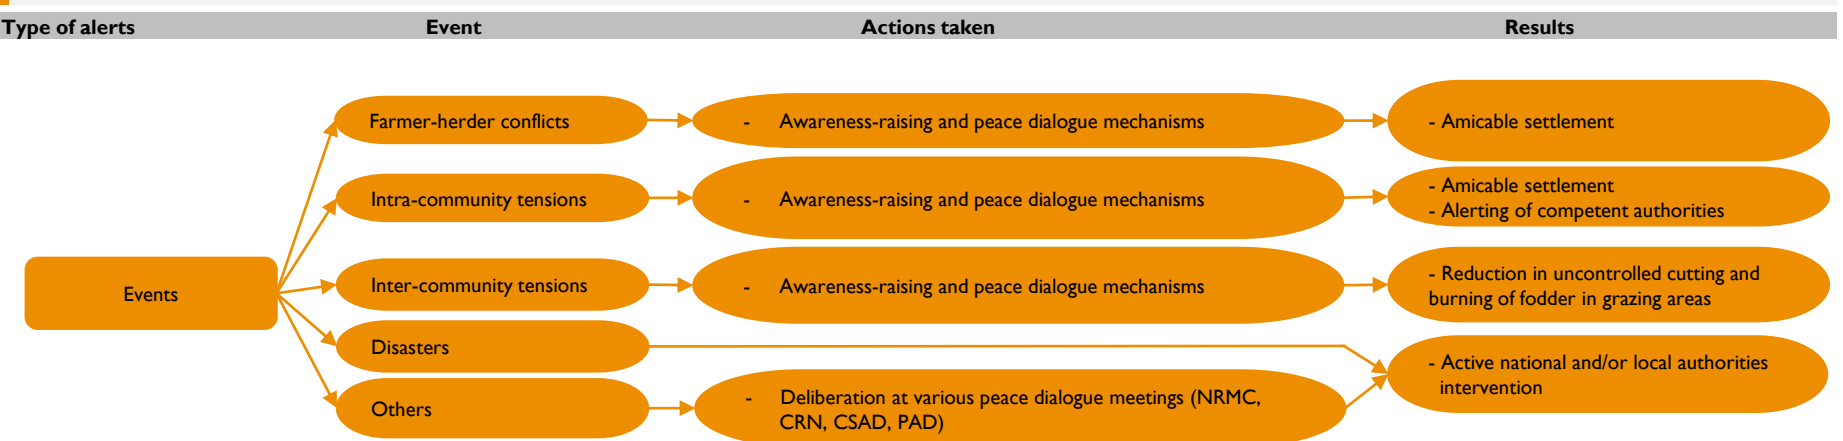 Type of alerts Event Actions taken Results
Farmer-herder conflicts
- Awareness-raising and peace dialogue mechanisms
- Amicable settlement
Intra-community tensions
- Awareness-raising and peace dialogue mechanisms
- Amicable settlement
- Alerting of competent authorities
Events
Inter-community tensions
- Awareness-raising and peace dialogue mechanisms
- Reduction in uncontrolled cutting and
burning of fodder in grazing areas
Disasters
- Active national and/or local authorities
intervention
Others
- Deliberation at various peace dialogue meetings (NRMC,
CRN, CSAD, PAD)